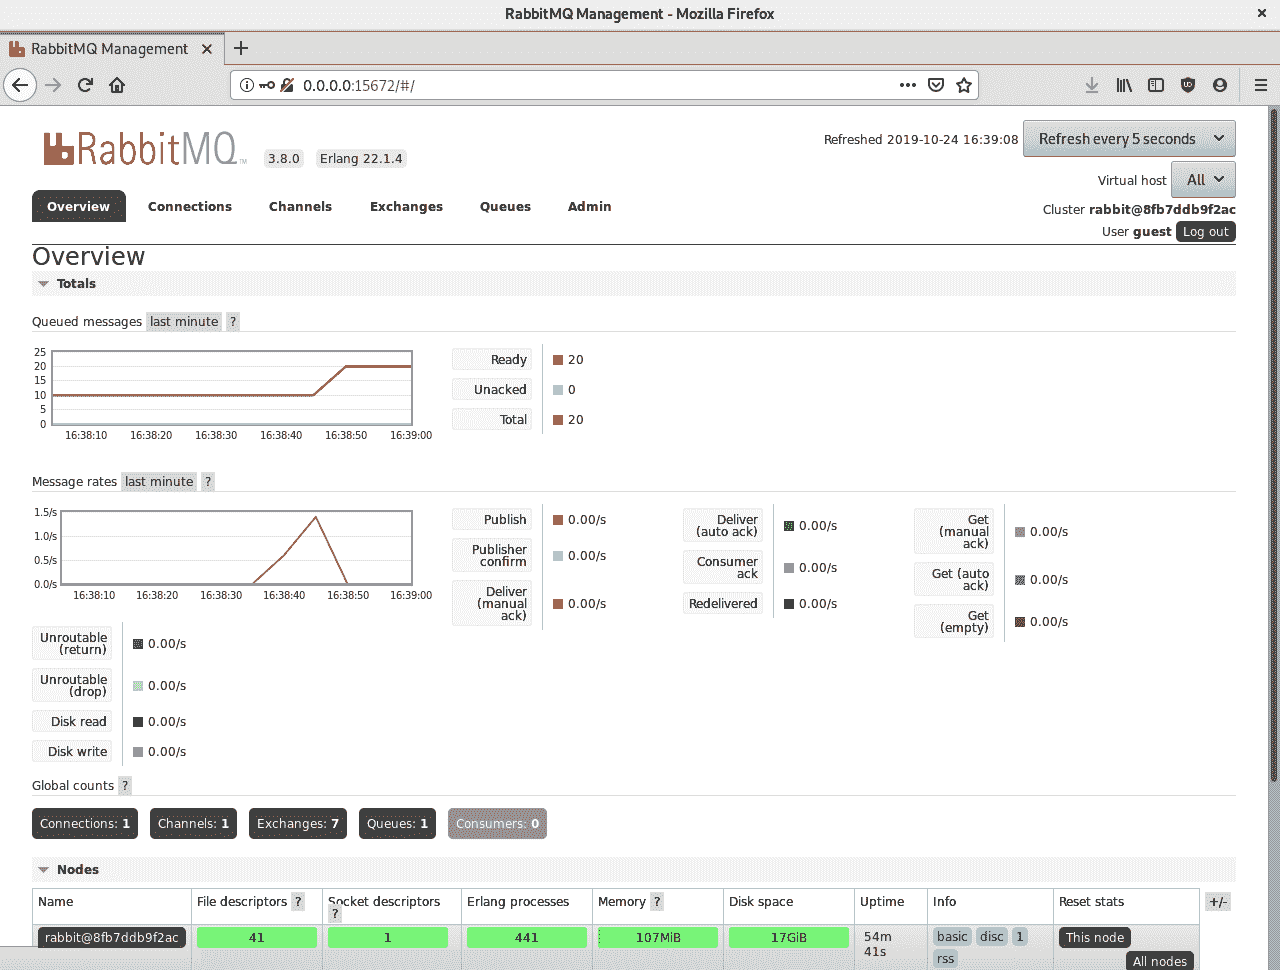 RabbitMQ Management - Mozilla Firefox
RabbitMQ Management
0.0.0.0:15672/#/
RabbitMQ™ 3.8.0 Erlang 22.1.4
Refreshed 2019-10-24 16:39:08 Refresh every 5 seconds
Virtual host All
Cluster rabbit@8fb7ddb9f2ac
User guest Log out
Overview Connections Channels Exchanges Queues Admin
Overview
Totals
Queued messages last minute ?
25
20
15
10
5
0
16:38:10 16:38:20 16:38:30 16:38:40 16:38:50 16:39:00
Ready 20
Unacked 0
Total 20
Message rates last minute ?
1.5/s
1.0/s
0.5/s
0.0/s
16:38:10 16:38:20 16:38:30 16:38:40 16:38:50 16:39:00
Publish 0.00/s
Publisher
confirm 0.00/s
Deliver
(manual
ack) 0.00/s
Deliver
(auto ack) 0.00/s
Consumer
ack 0.00/s
Redelivered 0.00/s
Get
(manual
ack) 0.00/s
Get (auto
ack) 0.00/s
Get
(empty) 0.00/s
Unroutable
(return) 0.00/s
Unroutable
(drop) 0.00/s
Disk read 0.00/s
Disk write 0.00/s
Global counts ?
Connections: 1 Channels: 1 Exchanges: 7 Queues: 1 Consumers: 0
Nodes
Name File descriptors ? Socket descriptors ? Erlang processes Memory ? Disk space Uptime Info Reset stats +/-
rabbit@8fb7ddb9f2ac 41 1 441 107MiB 17GiB 54m 41s basic disc 1 rss This node
All nodes